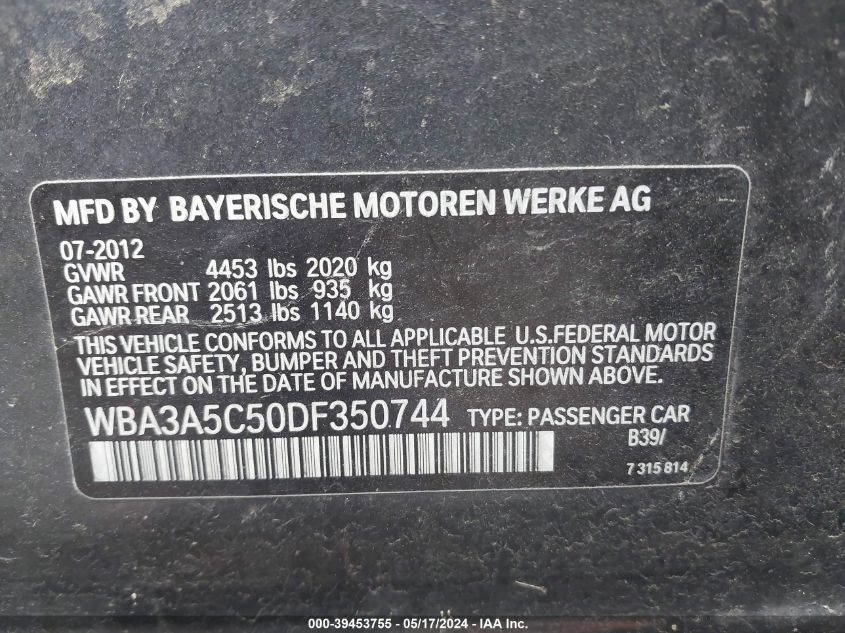 MFD BY BAYERISCHE MOTOREN WERKE AG
07-2012
GVWR 4453 lbs 2020 kg
GAWR FRONT 2061 lbs 935 kg
GAWR REAR 2513 lbs 1140 kg
THIS VEHICLE CONFORMS TO ALL APPLICABLE U.S.FEDERAL MOTOR
VEHICLE SAFETY, BUMPER AND THEFT PREVENTION STANDARDS
IN EFFECT ON THE DATE OF MANUFACTURE SHOWN ABOVE.
WBA3A5C50DF350744 TYPE: PASSENGER CAR
B39/
7 315 814
000-39453755 - 05/17/2024 - IAA Inc.